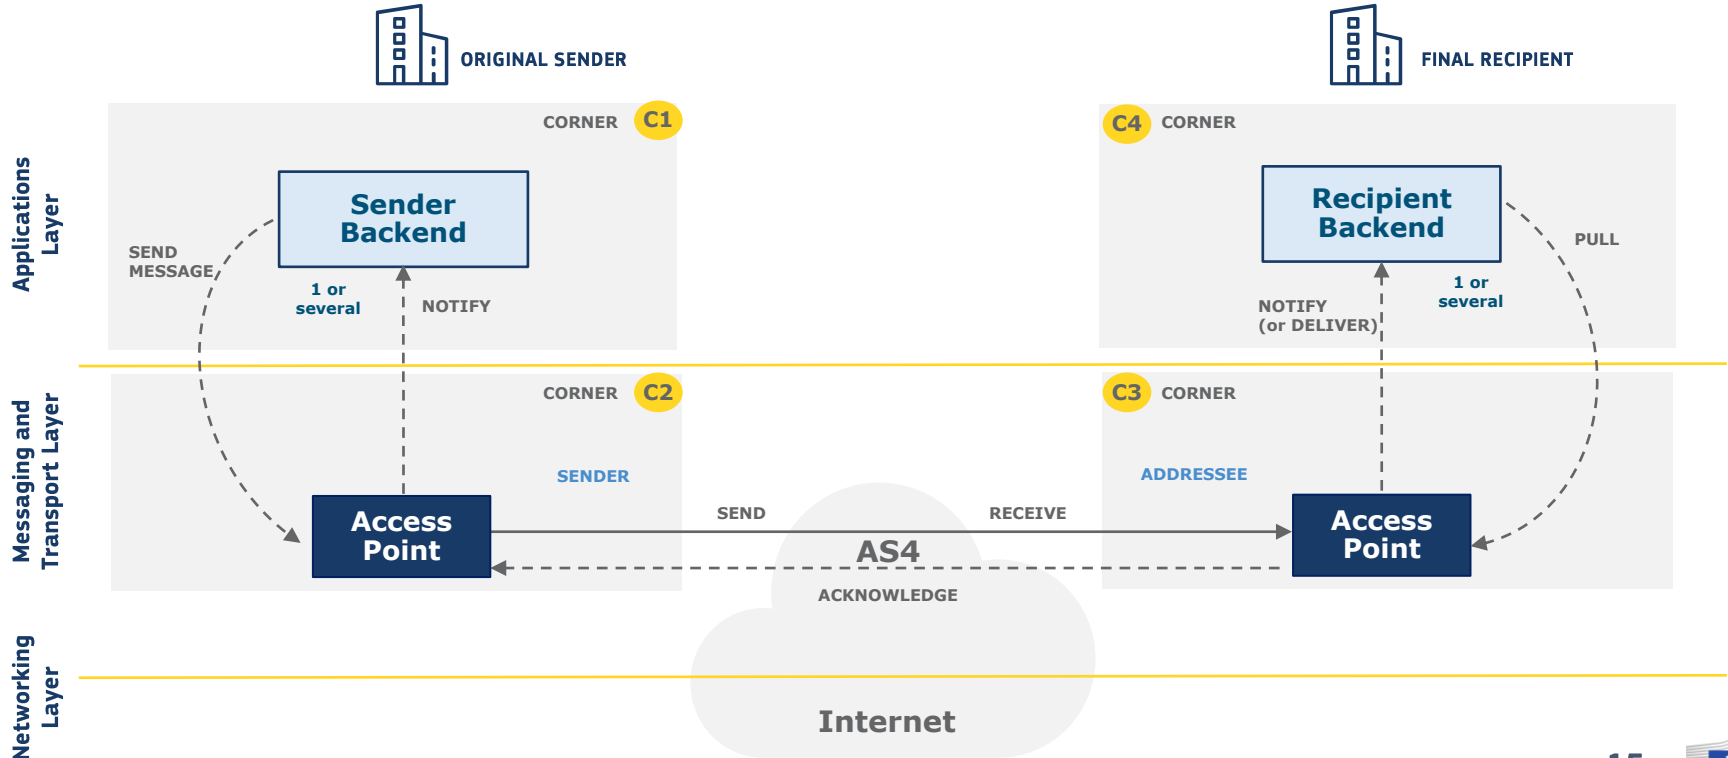 ORIGINAL SENDER
FINAL RECIPIENT
Applications
Layer
CORNER C1
Sender
Backend
SEND
MESSAGE
1 or
several
NOTIFY
C4 CORNER
Recipient
Backend
PULL
1 or
several
NOTIFY
(or DELIVER)
Messaging and
Transport Layer
CORNER C2
SENDER
Access
Point
C3 CORNER
ADDRESSEE
Access
Point
SEND
RECEIVE
AS4
ACKNOWLEDGE
Networking
Layer
Internet